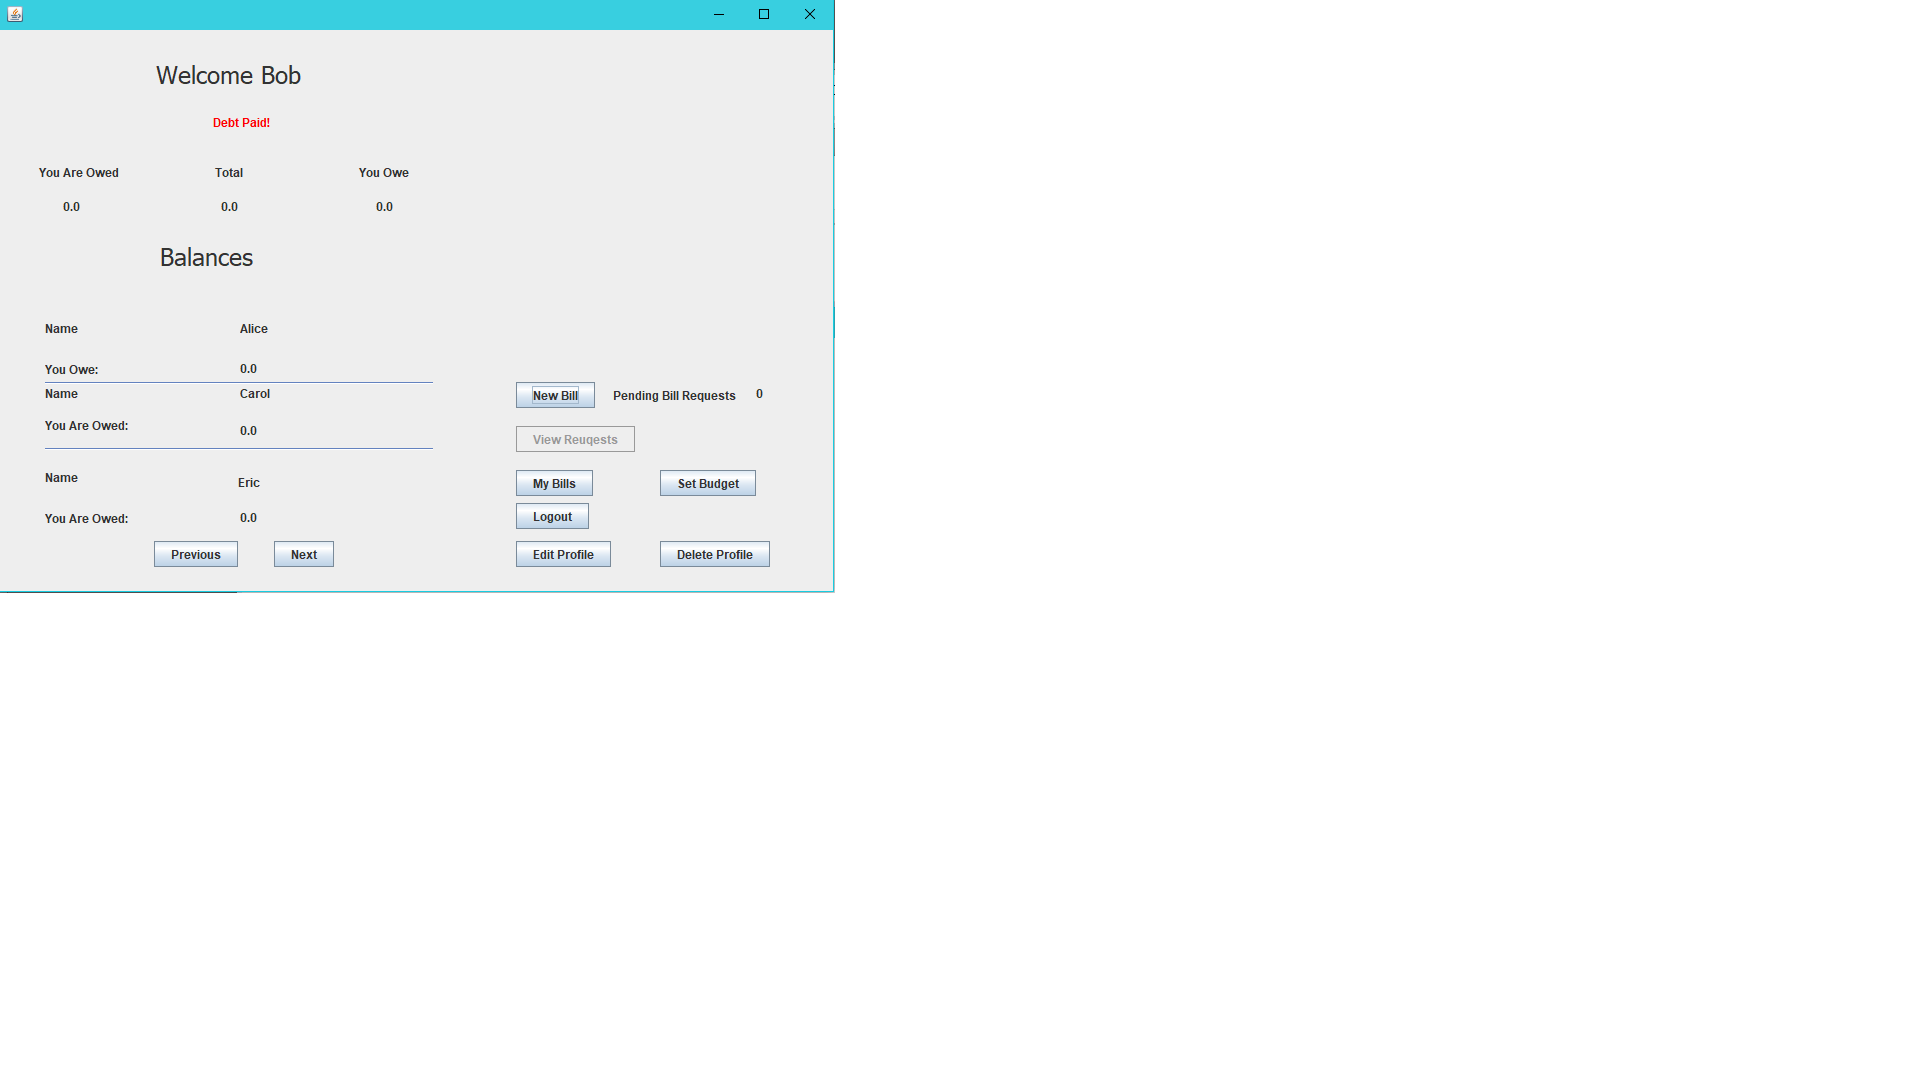 Welcome Bob
Debt Paid!
You Are Owed Total You Owe
0.0 0.0 0.0
Balances
Name Alice
You Owe: 0.0
Name Carol
You Are Owed: 0.0
Name Eric
You Are Owed: 0.0
Previous Next
New Bill Pending Bill Requests 0
View Reuqests
My Bills Set Budget
Logout
Edit Profile Delete Profile